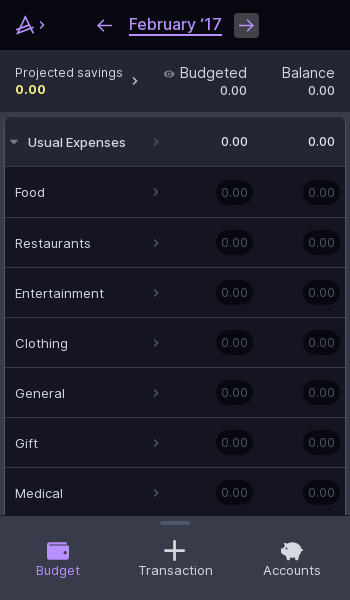 February ‘17
Projected savings
0.00
Budgeted
0.00
Balance
0.00
Usual Expenses 0.00 0.00
Food 0.00 0.00
Restaurants 0.00 0.00
Entertainment 0.00 0.00
Clothing 0.00 0.00
General 0.00 0.00
Gift 0.00 0.00
Medical 0.00 0.00
Budget Transaction Accounts